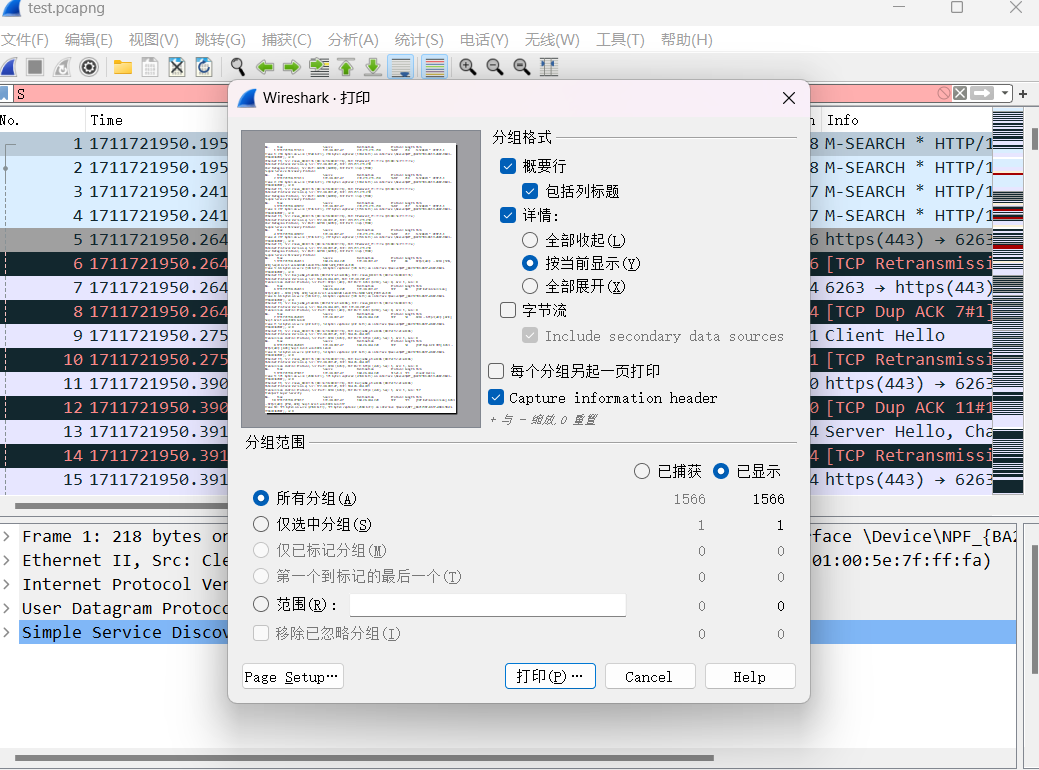 test.pcapng
文件(F) 编辑(E) 视图(V) 跳转(G) 捕获(C) 分析(A) 统计(S) 电话(Y) 无线(W) 工具(T) 帮助(H)
S
Wireshark · 打印
No. Time Info
1 1711721950.195 8 M-SEARCH * HTTP/1
2 1711721950.195 8 M-SEARCH * HTTP/1
3 1711721950.241 7 M-SEARCH * HTTP/1
4 1711721950.241 7 M-SEARCH * HTTP/1
5 1711721950.264 6 https(443) → 6263
6 1711721950.264 6 [TCP Retransmissi
7 1711721950.264 4 6263 → https(443)
8 1711721950.264 4 [TCP Dup ACK 7#1]
9 1711721950.275 1 Client Hello
10 1711721950.275 1 [TCP Retransmissi
11 1711721950.390 0 https(443) → 6263
12 1711721950.390 0 [TCP Dup ACK 11#1
13 1711721950.391 4 Server Hello, Cha
14 1711721950.391 4 [TCP Retransmissi
15 1711721950.391 4 https(443) → 6263
分组格式
概要行
包括列标题
详情:
全部收起(L)
按当前显示(Y)
全部展开(X)
字节流
Include secondary data sources
每个分组另起一页打印
Capture information header
+ 与 - 缩放, 0 重置
分组范围
已捕获 已显示
所有分组(A) 1566 1566
仅选中分组(S) 1 1
仅已标记分组(M) 0 0
第一个到标记的最后一个(T) 0 0
范围(R): 0 0
移除已忽略分组(I) 0 0
Page Setup… 打印(P)… Cancel Help
Frame 1: 218 bytes on rface \Device\NPF_{BA2
Ethernet II, Src: Cle 01:00:5e:7f:ff:fa)
Internet Protocol Ver
User Datagram Protoco
Simple Service Discov